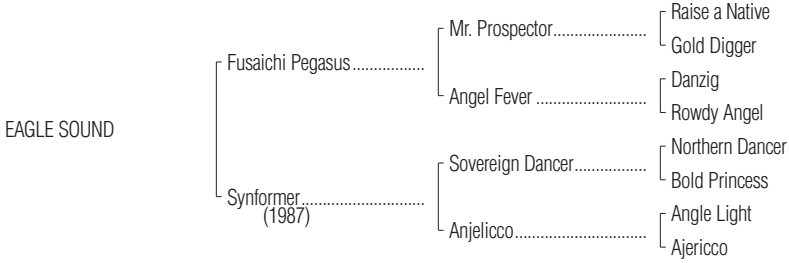 Raise a Native
Mr. Prospector.....................
Gold Digger
Fusaichi Pegasus................
Danzig
Angel Fever.........................
Rowdy Angel
EAGLE SOUND
Northern Dancer
Sovereign Dancer................
Bold Princess
Synformer............................
(1987)
Angle Light
Anjelicco..............................
Ajericco